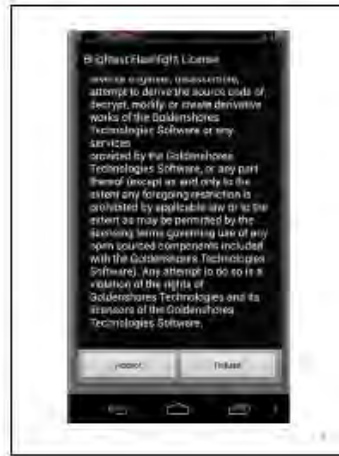 Brightest Flashlight License
reverse engineer, disassemble,
attempt to derive the source code of,
decrypt, modify, or create derivative
works of the Goldenshores
Technologies Software or any
services
provided by the Goldenshores
Technologies Software, or any part
thereof (except as and only to the
extent any foregoing restriction is
prohibited by applicable law or to the
extent as may be permitted by the
licensing terms governing use of any
open sourced components included
with the Goldenshores Technologies
Software). Any attempt to do so is a
violation of the rights of
Goldenshores Technologies and its
licensors of the Goldenshores
Technologies Software.
Accept Refuse